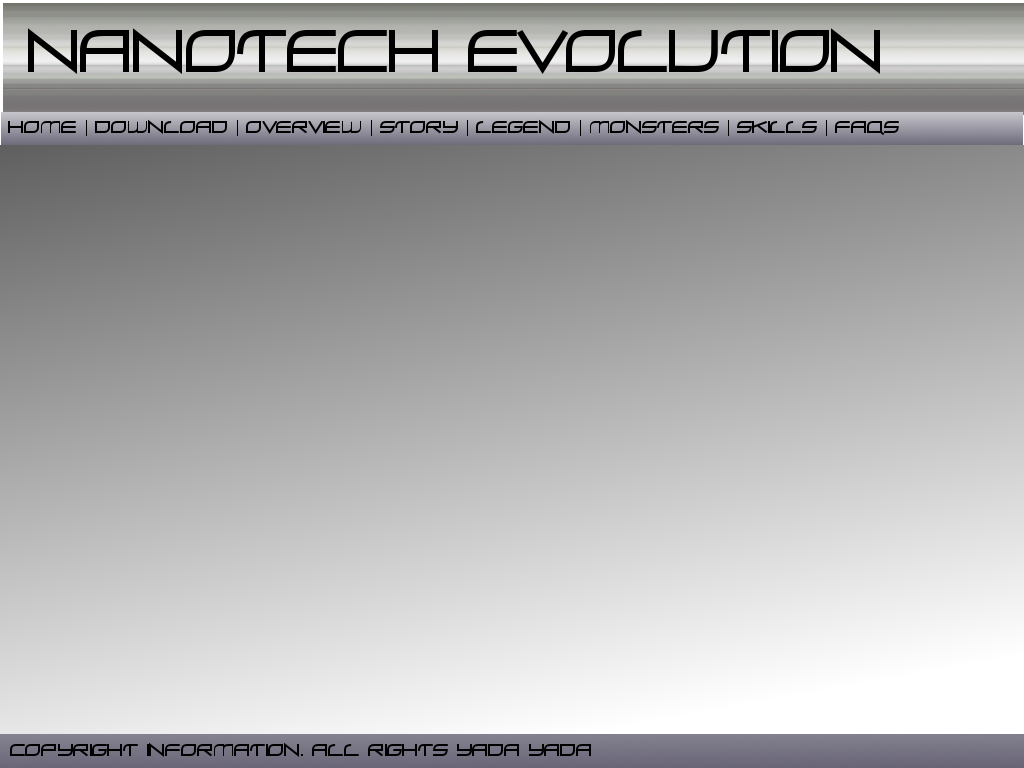 NANOTECH EVOLUTION
HOME | DOWNLOAD | OVERVIEW | STORY | LEGEND | MONSTERS | SKILLS | FAQS
COPYRIGHT INFORMATION. ALL RIGHTS YADA YADA